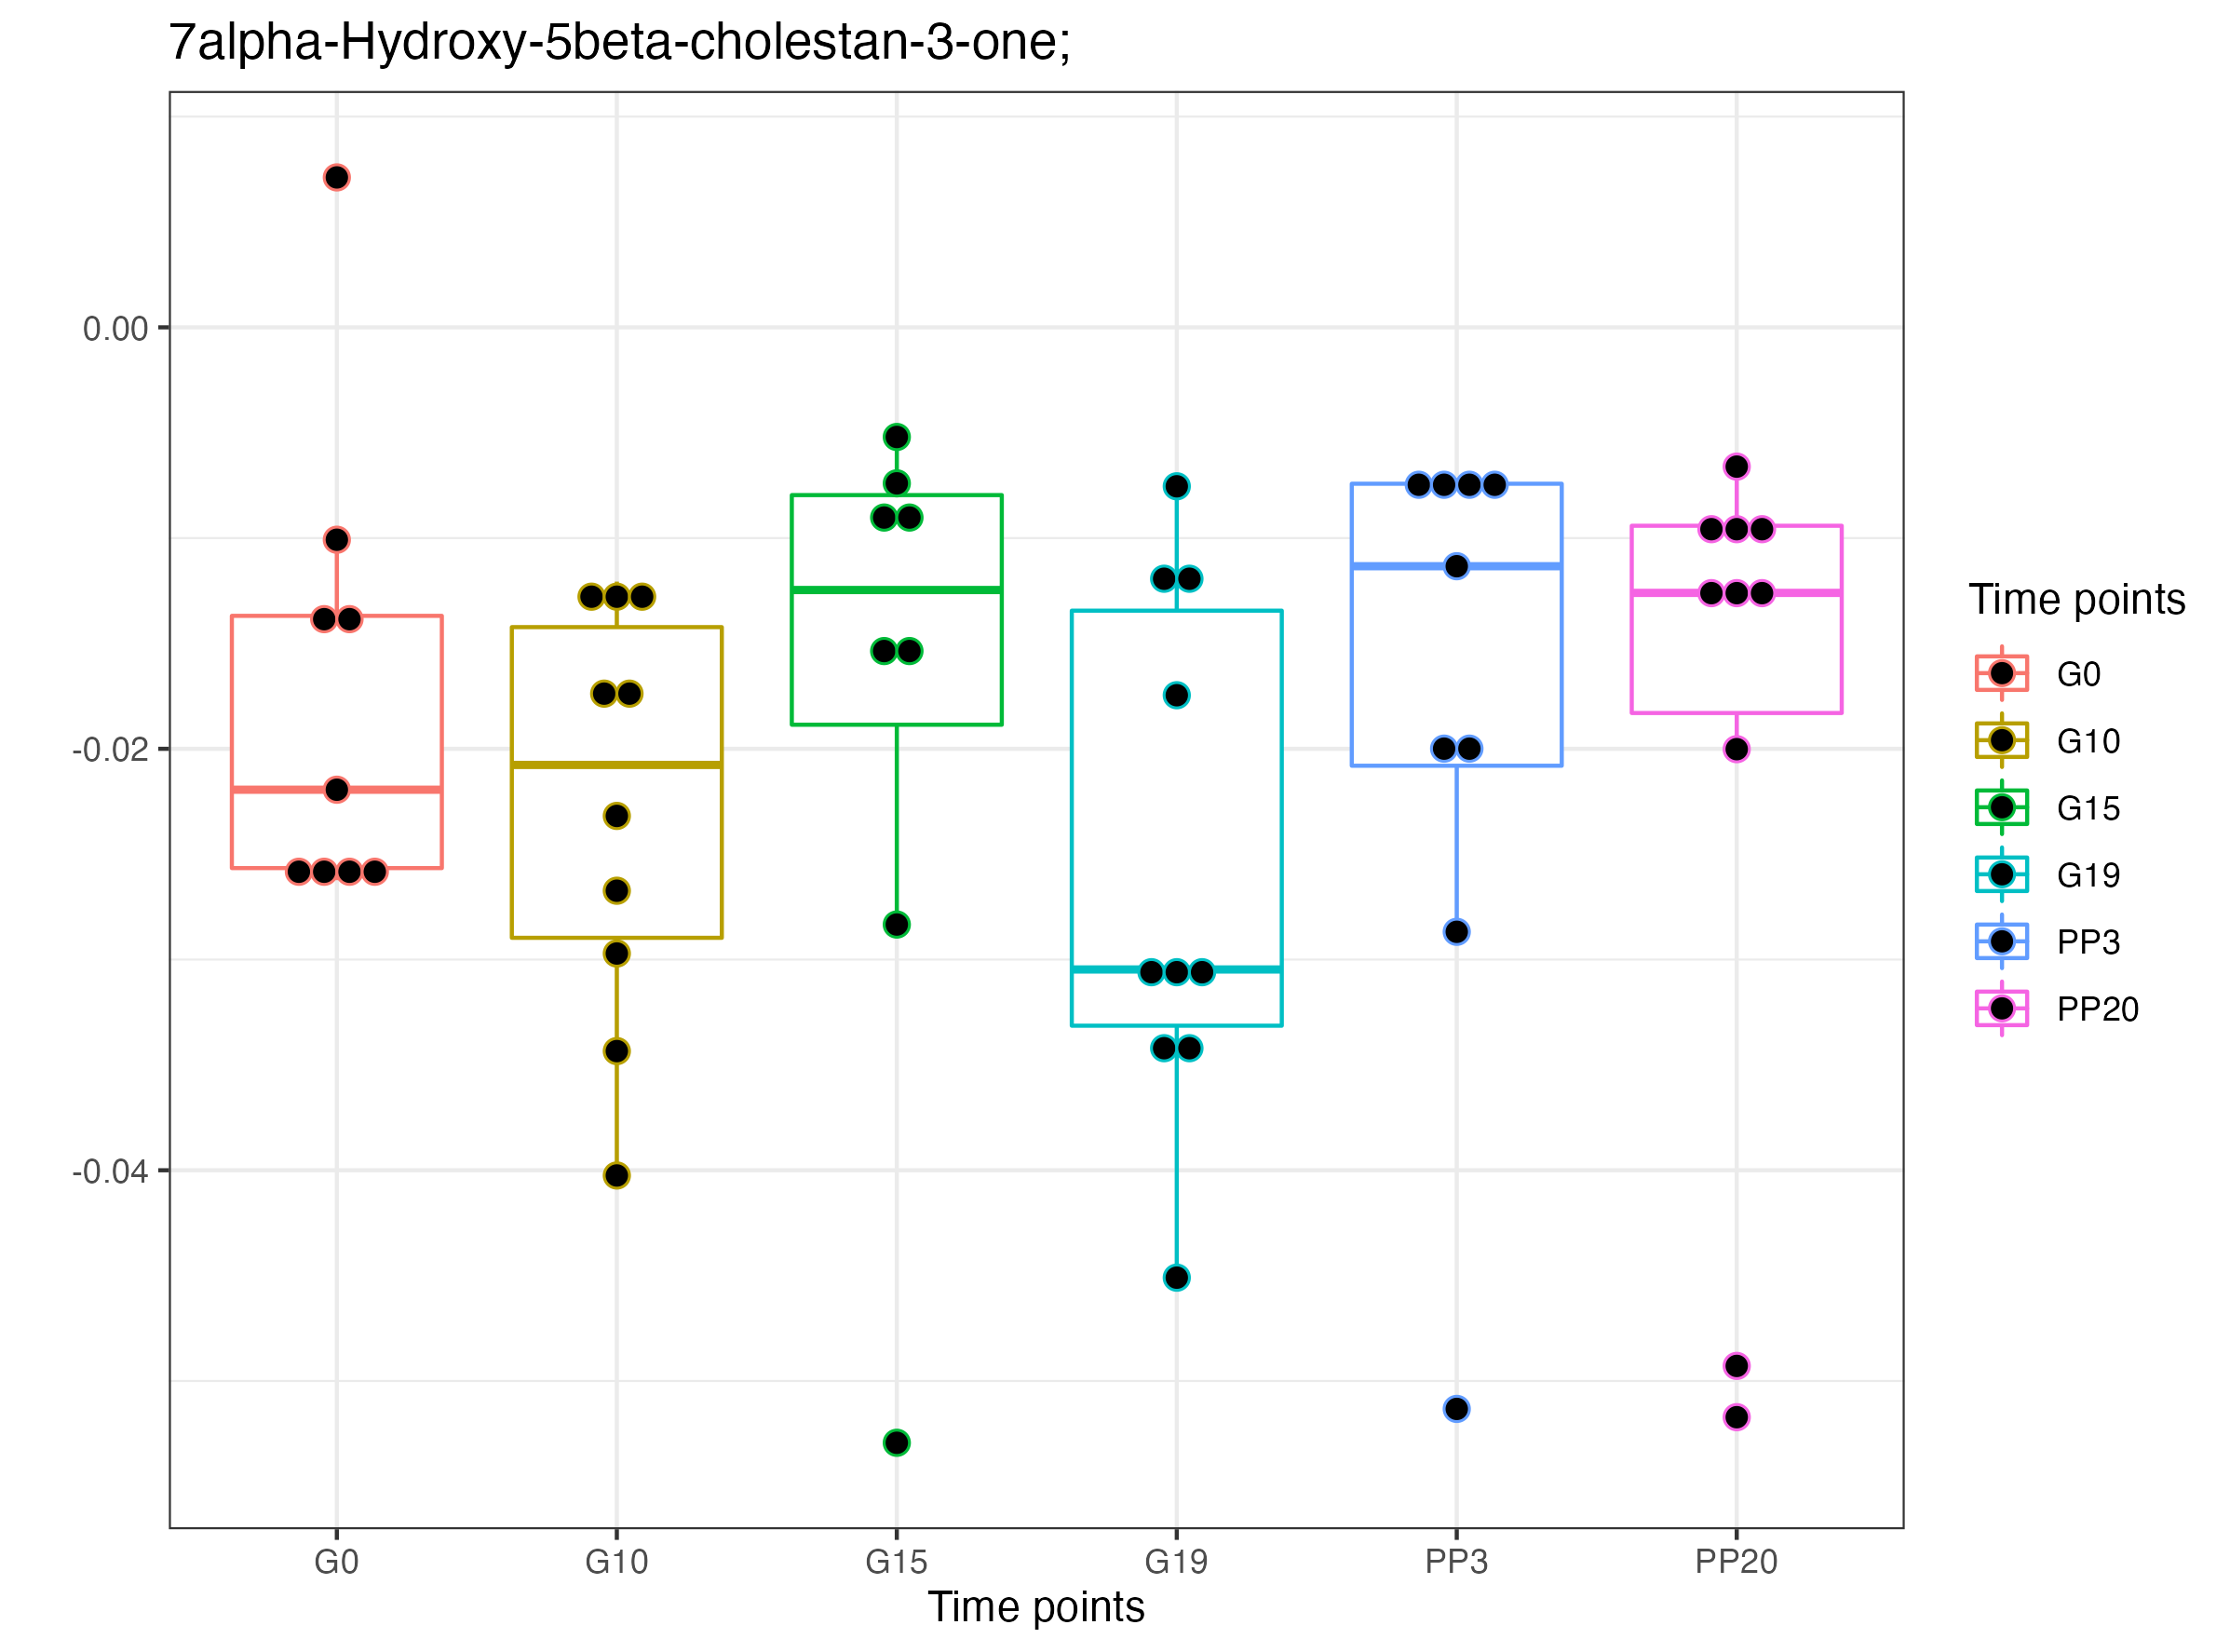 7alpha-Hydroxy-5beta-cholestan-3-one;
0.00
-0.02
-0.04
G0 G10 G15 G19 PP3 PP20
Time points
Time points
G0
G10
G15
G19
PP3
PP20